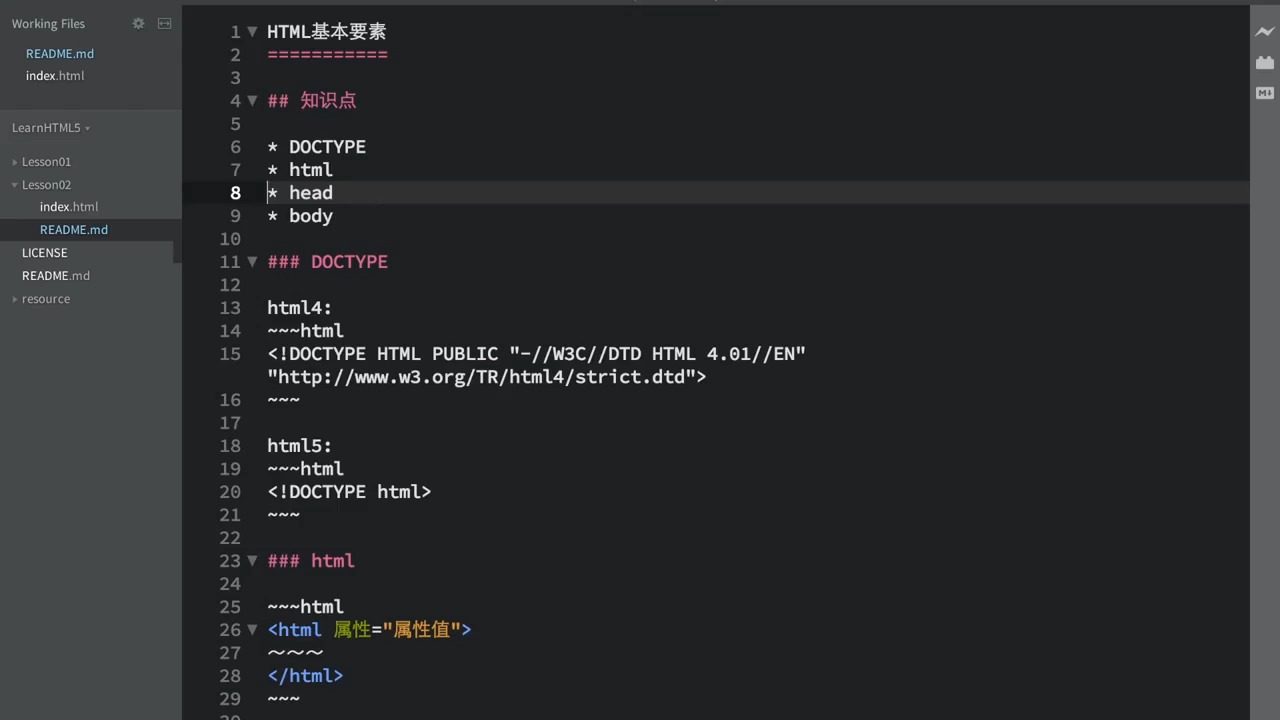 Working Files
README.md
index.html
LearnHTML5
Lesson01
Lesson02
index.html
README.md
LICENSE
README.md
resource
1 HTML基本要素
2 ===========
3
4 ## 知识点
5
6 * DOCTYPE
7 * html
8 * head
9 * body
10
11 ### DOCTYPE
12
13 html4:
14 ~~~html
15 <!DOCTYPE HTML PUBLIC "-//W3C//DTD HTML 4.01//EN"
"http://www.w3.org/TR/html4/strict.dtd">
16 ~~~
17
18 html5:
19 ~~~html
20 <!DOCTYPE html>
21 ~~~
22
23 ### html
24
25 ~~~html
26 <html 属性="属性值">
27 ～～～
28 </html>
29 ~~~
M↓